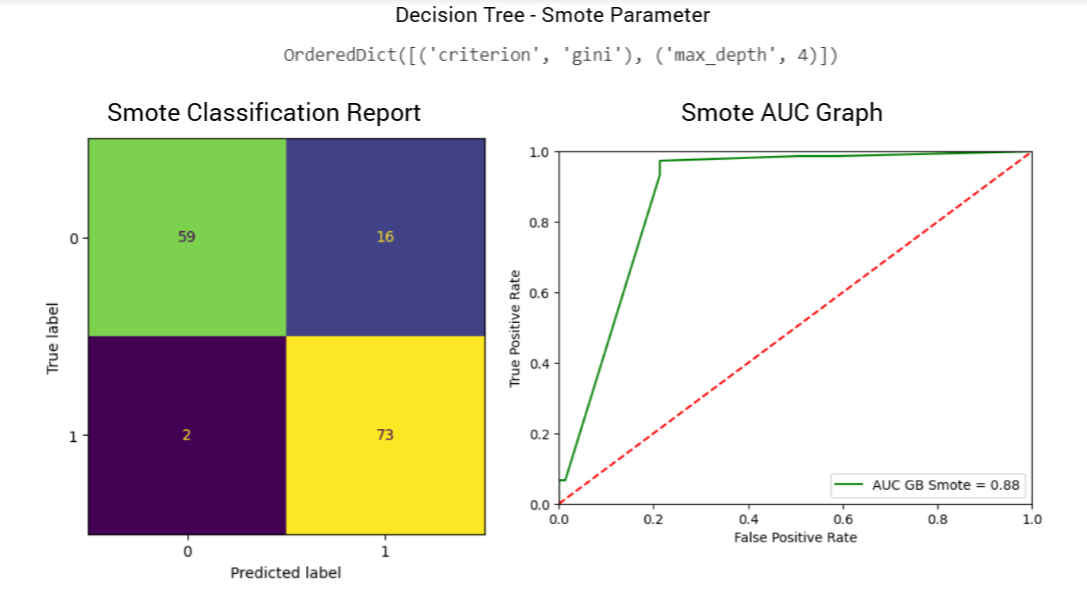 Decision Tree - Smote Parameter
OrderedDict([('criterion', 'gini'), ('max_depth', 4)])
Smote Classification Report
59
16
2
73
0
1
True label
0
1
Predicted label
Smote AUC Graph
1.0
0.8
0.6
0.4
0.2
0.0
True Positive Rate
AUC GB Smote = 0.88
0.0
0.2
0.4
0.6
0.8
1.0
False Positive Rate